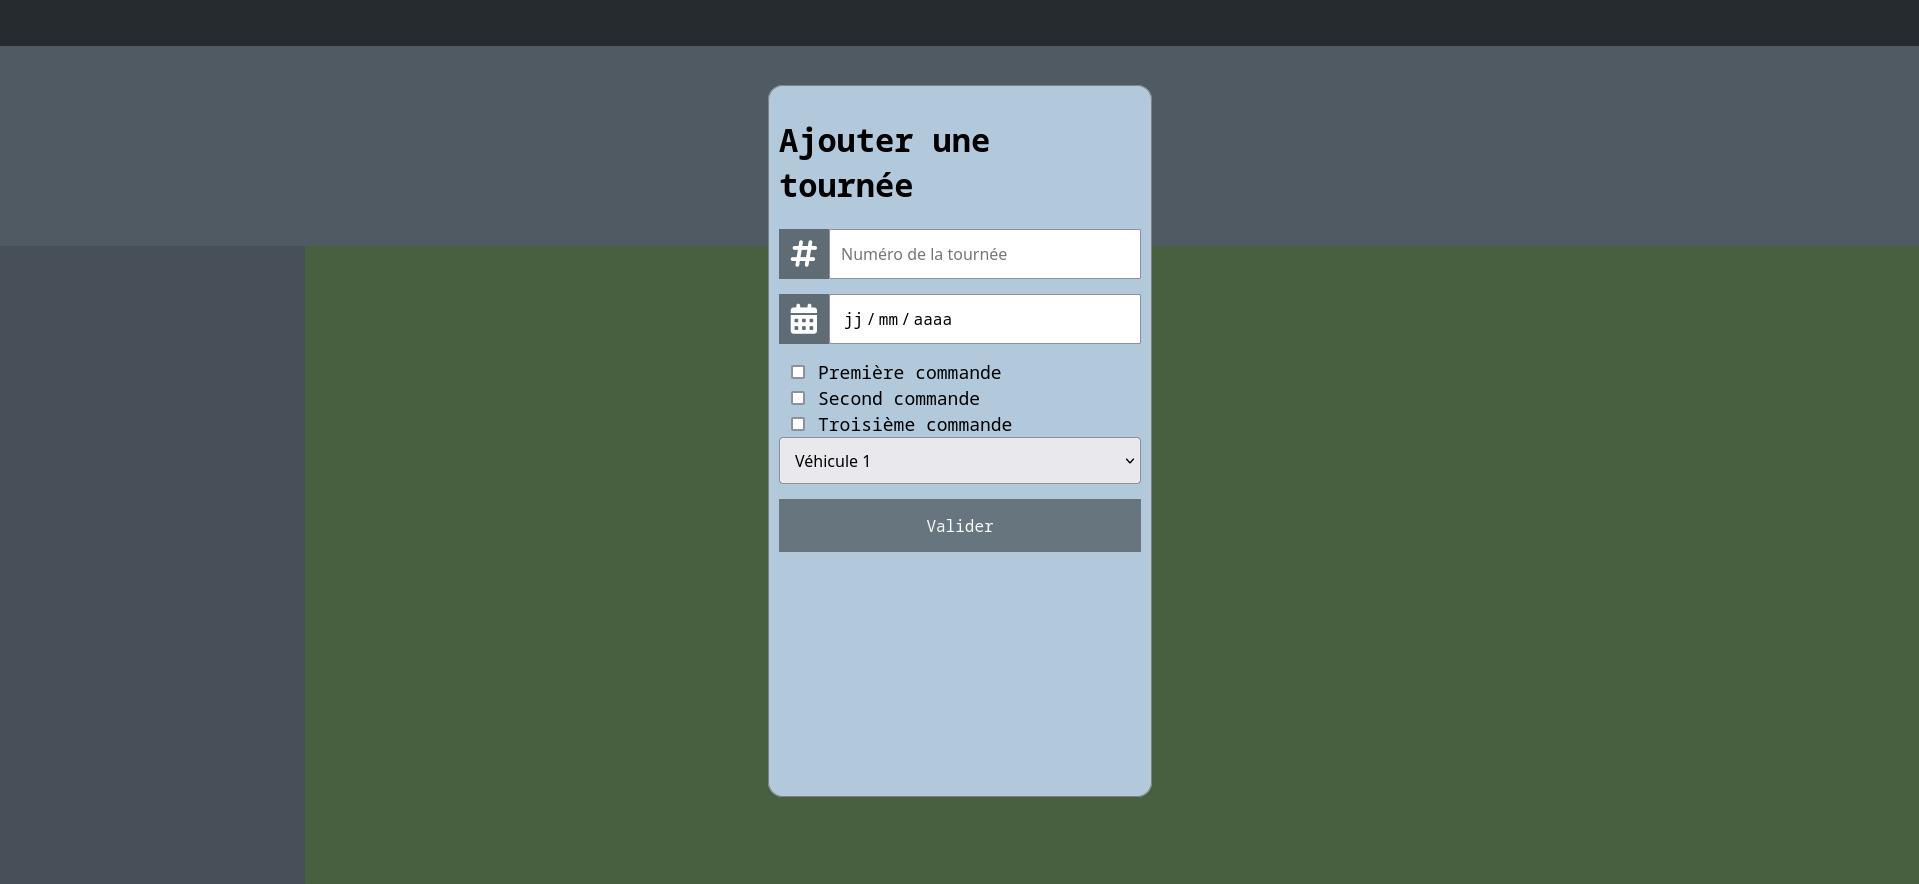 Ajouter une
tournée
#
Numéro de la tournée
jj / mm / aaaa
Première commande
Second commande
Troisième commande
Véhicule 1
Valider